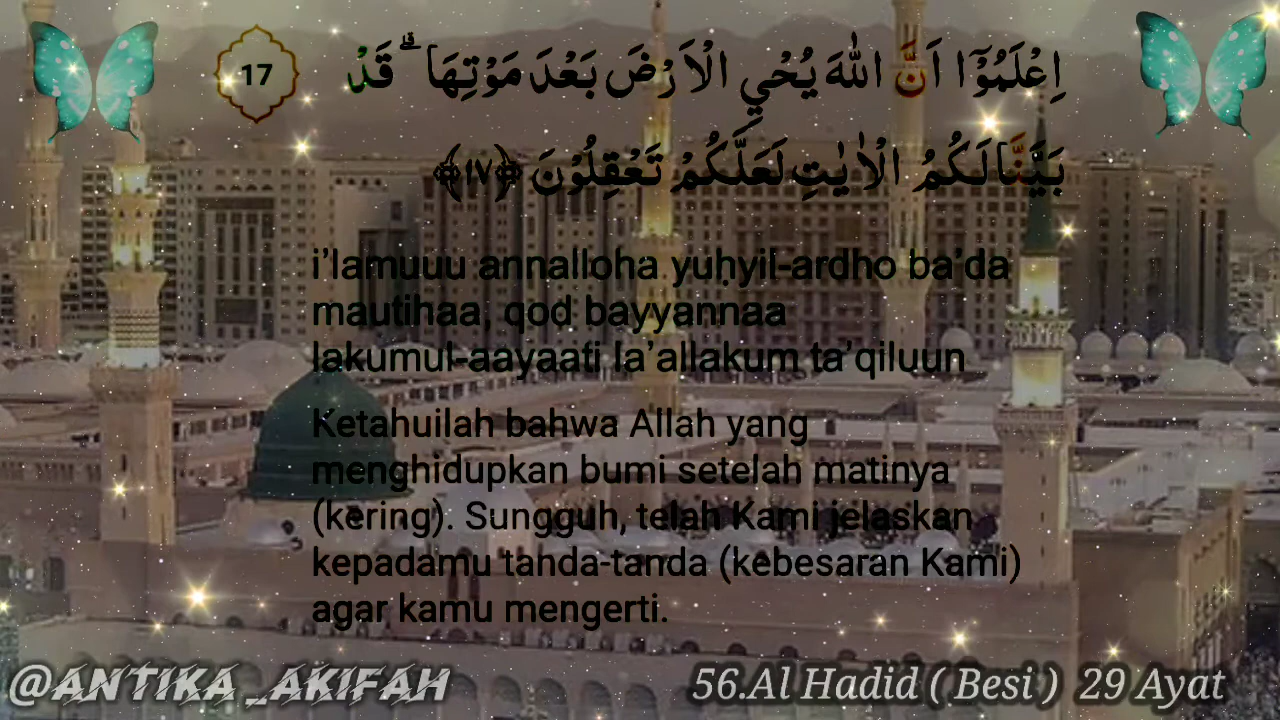 17
اِعْلَمُوْٓا اَنَّ اللّٰهَ يُحْيِ الْاَرْضَ بَعْدَ مَوْتِهَا ۗ قَدْ
بَيَّنَّا لَكُمُ الْاٰيٰتِ لَعَلَّكُمْ تَعْقِلُوْنَ ﴿١٧﴾
i'lamuuu annalloha yuḥyil-ardho ba'da
mautihaa, qod bayyannaa
lakumul-aayaati la'allakum ta'qiluun
Ketahuilah bahwa Allah yang
menghidupkan bumi setelah matinya
(kering). Sungguh, telah Kami jelaskan
kepadamu tanda-tanda (kebesaran Kami)
agar kamu mengerti.
@ANTIKA_AKIFAH
56.Al Hadid ( Besi ) 29 Ayat